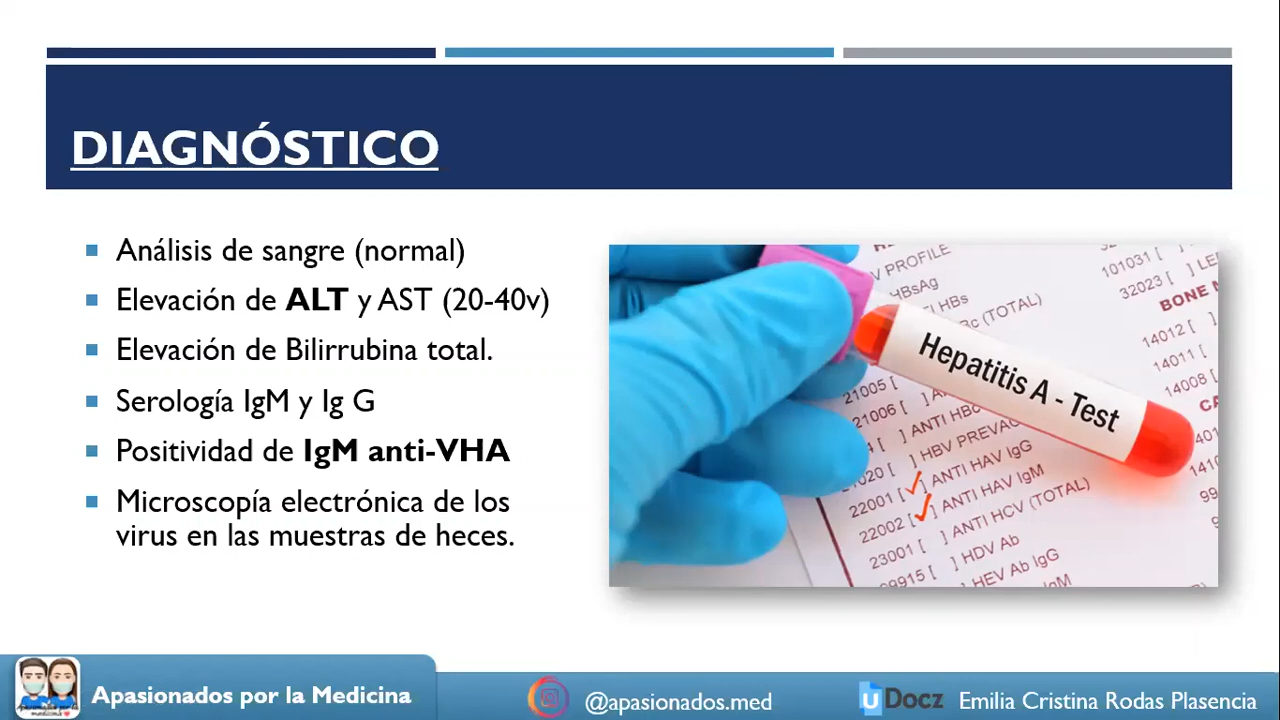 DIAGNÓSTICO
Análisis de sangre (normal)
Elevación de ALT y AST (20-40v)
Elevación de Bilirrubina total.
Serología IgM y Ig G
Positividad de IgM anti-VHA
Microscopía electrónica de los
virus en las muestras de heces.
V PROFILE
HBsAg
HBs
(TOTAL)
Hepatitis A - Test
21005 [
21006 [ ] ANTI HBc
] HBV PREVAC
22001 [ ] ANTI HAV IgG
22002 [ ] ANTI HAV IgM
23001 [ ] ANTI HCV (TOTAL)
99915 [ ] HDV Ab
] HEV Ab IgG
IgM
101031 [ ]
32023 [ ] LE
BONE M
14012 [
14011 [
14008 [
Apasionados por la Medicina
@apasionados.med
uDocz
Emilia Cristina Rodas Plasencia